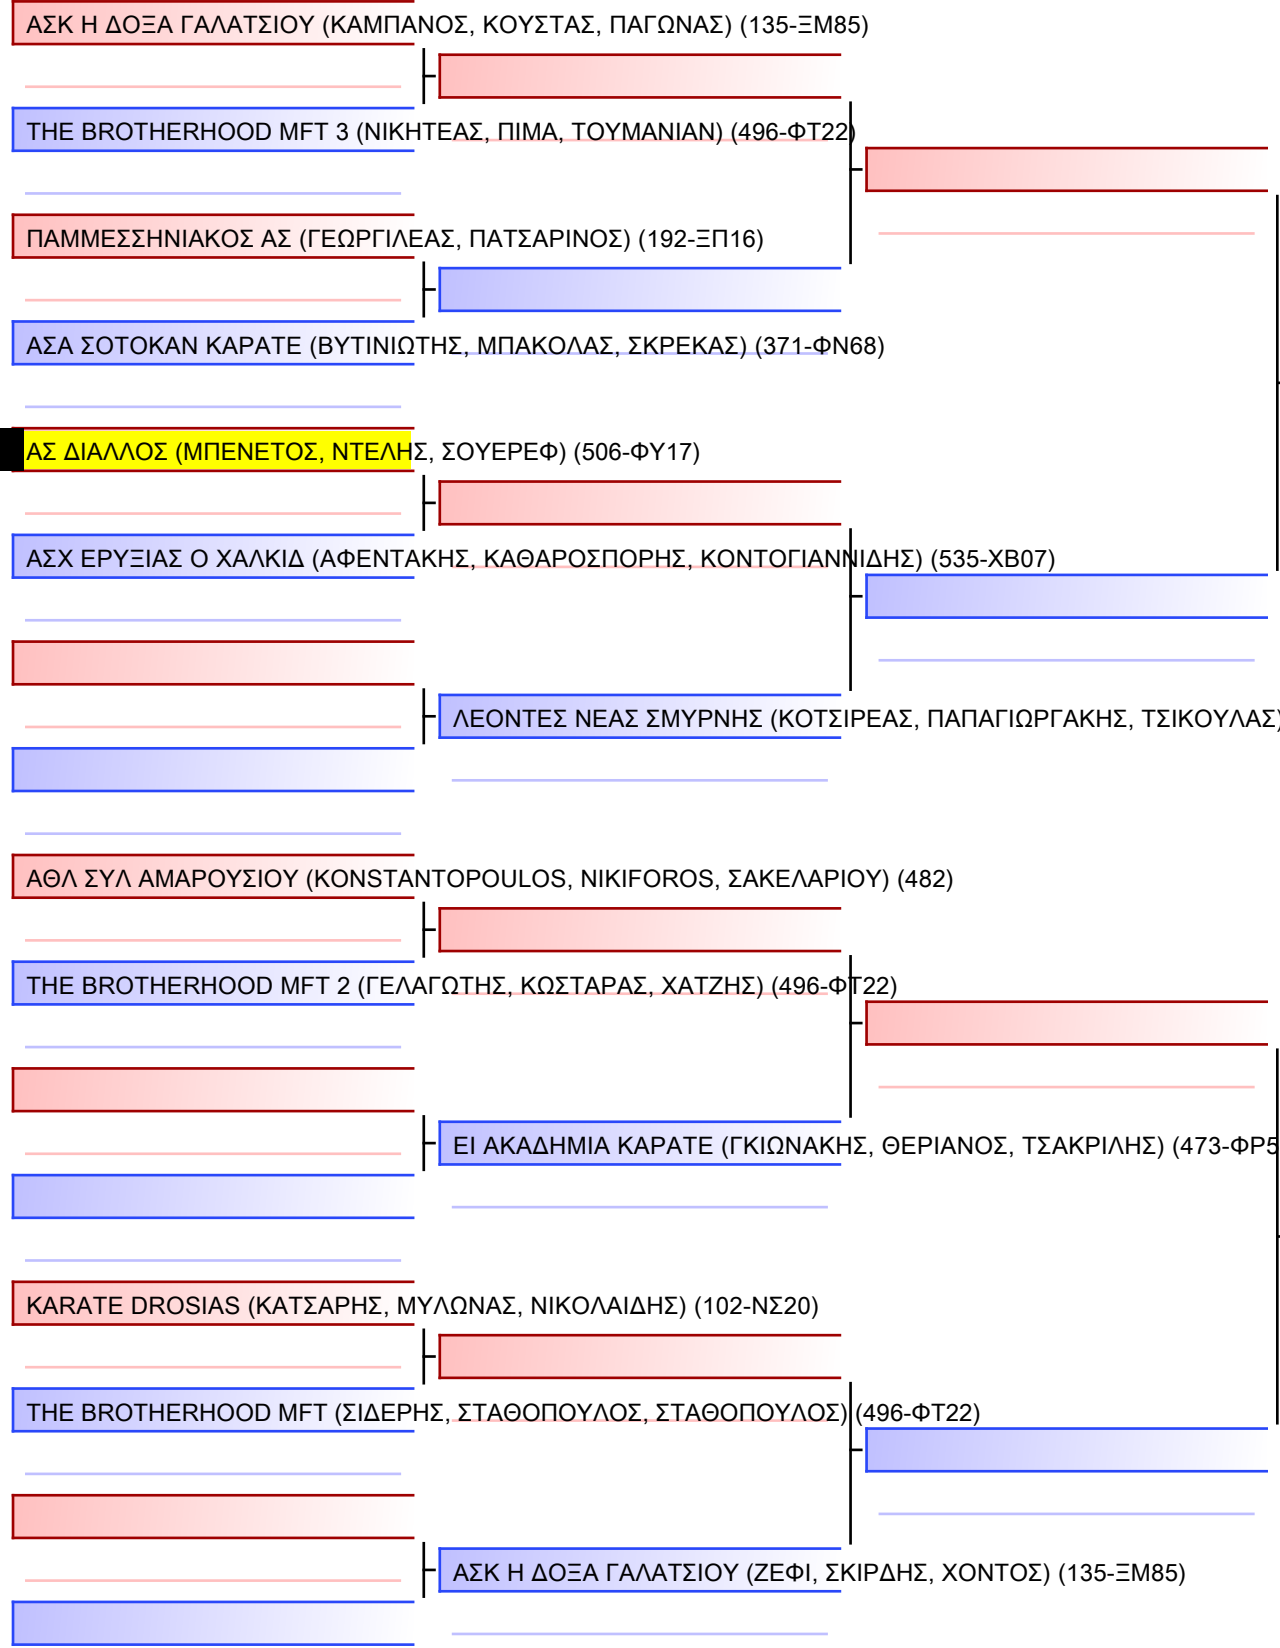 ΑΣΚ Η ΔΟΞΑ ΓΑΛΑΤΣΙΟΥ (ΚΑΜΠΑΝΟΣ, ΚΟΥΣΤΑΣ, ΠΑΓΩΝΑΣ) (135-ΞΜ85)
THE BROTHERHOOD MFT 3 (ΝΙΚΗΤΕΑΣ, ΠΙΜΑ, ΤΟΥΜΑΝΙΑΝ) (496-ΦΤ22)
ΠΑΜΜΕΣΣΗΝΙΑΚΟΣ ΑΣ (ΓΕΩΡΓΙΛΕΑΣ, ΠΑΤΣΑΡΙΝΟΣ) (192-ΞΠ16)
ΑΣΑ ΣΟΤΟΚΑΝ ΚΑΡΑΤΕ (ΒΥΤΙΝΙΩΤΗΣ, ΜΠΑΚΟΛΑΣ, ΣΚΡΕΚΑΣ) (371-ΦΝ68)
ΑΣ ΔΙΑΛΛΟΣ (ΜΠΕΝΕΤΟΣ, ΝΤΕΛΗΣ, ΣΟΥΕΡΕΦ) (506-ΦΥ17)
ΑΣΧ ΕΡΥΞΙΑΣ Ο ΧΑΛΚΙΔ (ΑΦΕΝΤΑΚΗΣ, ΚΑΘΑΡΟΣΠΟΡΗΣ, ΚΟΝΤΟΓΙΑΝΝΙΔΗΣ) (535-ΧΒ07)
ΛΕΟΝΤΕΣ ΝΕΑΣ ΣΜΥΡΝΗΣ (ΚΟΤΣΙΡΕΑΣ, ΠΑΠΑΓΙΩΡΓΑΚΗΣ, ΤΣΙΚΟΥΛΑΣ)
ΑΘΛ ΣΥΛ ΑΜΑΡΟΥΣΙΟΥ (KONSTANTOPOULOS, NIKIFOROS, ΣΑΚΕΛΑΡΙΟΥ) (482)
THE BROTHERHOOD MFT 2 (ΓΕΛΑΓΩΤΗΣ, ΚΩΣΤΑΡΑΣ, ΧΑΤΖΗΣ) (496-ΦΤ22)
ΕΙ ΑΚΑΔΗΜΙΑ ΚΑΡΑΤΕ (ΓΚΙΩΝΑΚΗΣ, ΘΕΡΙΑΝΟΣ, ΤΣΑΚΡΙΛΗΣ) (473-ΦΡ5
KARATE DROSIAS (ΚΑΤΣΑΡΗΣ, ΜΥΛΩΝΑΣ, ΝΙΚΟΛΑΙΔΗΣ) (102-ΝΣ20)
THE BROTHERHOOD MFT (ΣΙΔΕΡΗΣ, ΣΤΑΘΟΠΟΥΛΟΣ, ΣΤΑΘΟΠΟΥΛΟΣ) (496-ΦΤ22)
ΑΣΚ Η ΔΟΞΑ ΓΑΛΑΤΣΙΟΥ (ΖΕΦΙ, ΣΚΙΡΔΗΣ, ΧΟΝΤΟΣ) (135-ΞΜ85)